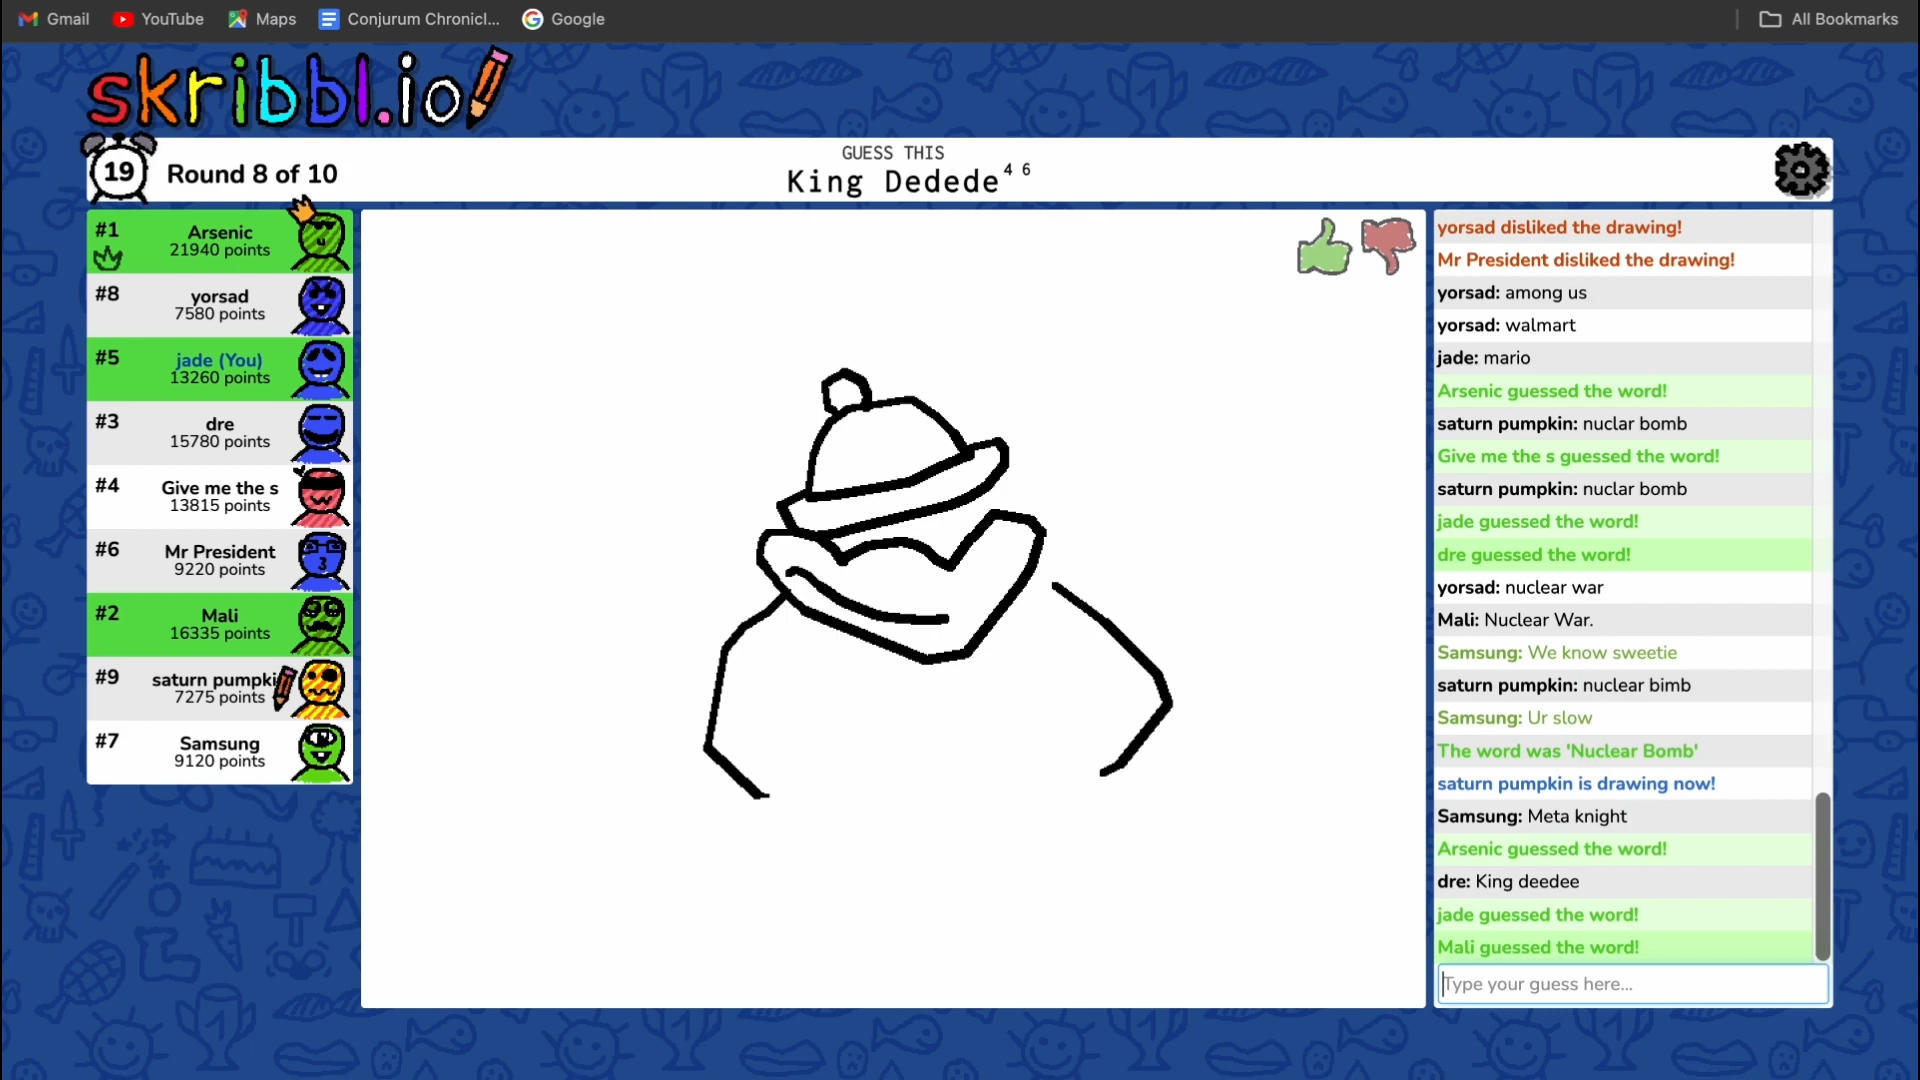 Gmail YouTube Maps Conjurum Chronicl... Google All Bookmarks
skribbl.io
19 Round 8 of 10
GUESS THIS
King Dedede 4 6
#1 Arsenic
21940 points
#8 yorsad
7580 points
#5 jade (You)
13260 points
#3 dre
15780 points
#4 Give me the s
13815 points
#6 Mr President
9220 points
#2 Mali
16335 points
#9 saturn pumpki
7275 points
#7 Samsung
9120 points
yorsad disliked the drawing!
Mr President disliked the drawing!
yorsad: among us
yorsad: walmart
jade: mario
Arsenic guessed the word!
saturn pumpkin: nuclar bomb
Give me the s guessed the word!
saturn pumpkin: nuclar bomb
jade guessed the word!
dre guessed the word!
yorsad: nuclear war
Mali: Nuclear War.
Samsung: We know sweetie
saturn pumpkin: nuclear bimb
Samsung: Ur slow
The word was 'Nuclear Bomb'
saturn pumpkin is drawing now!
Samsung: Meta knight
Arsenic guessed the word!
dre: King deedee
jade guessed the word!
Mali guessed the word!
Type your guess here...